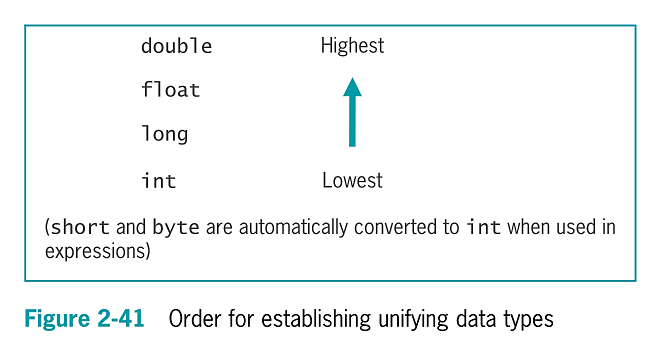 double Highest
float
long
int Lowest
(short and byte are automatically converted to int when used in
expressions)
Figure 2-41 Order for establishing unifying data types